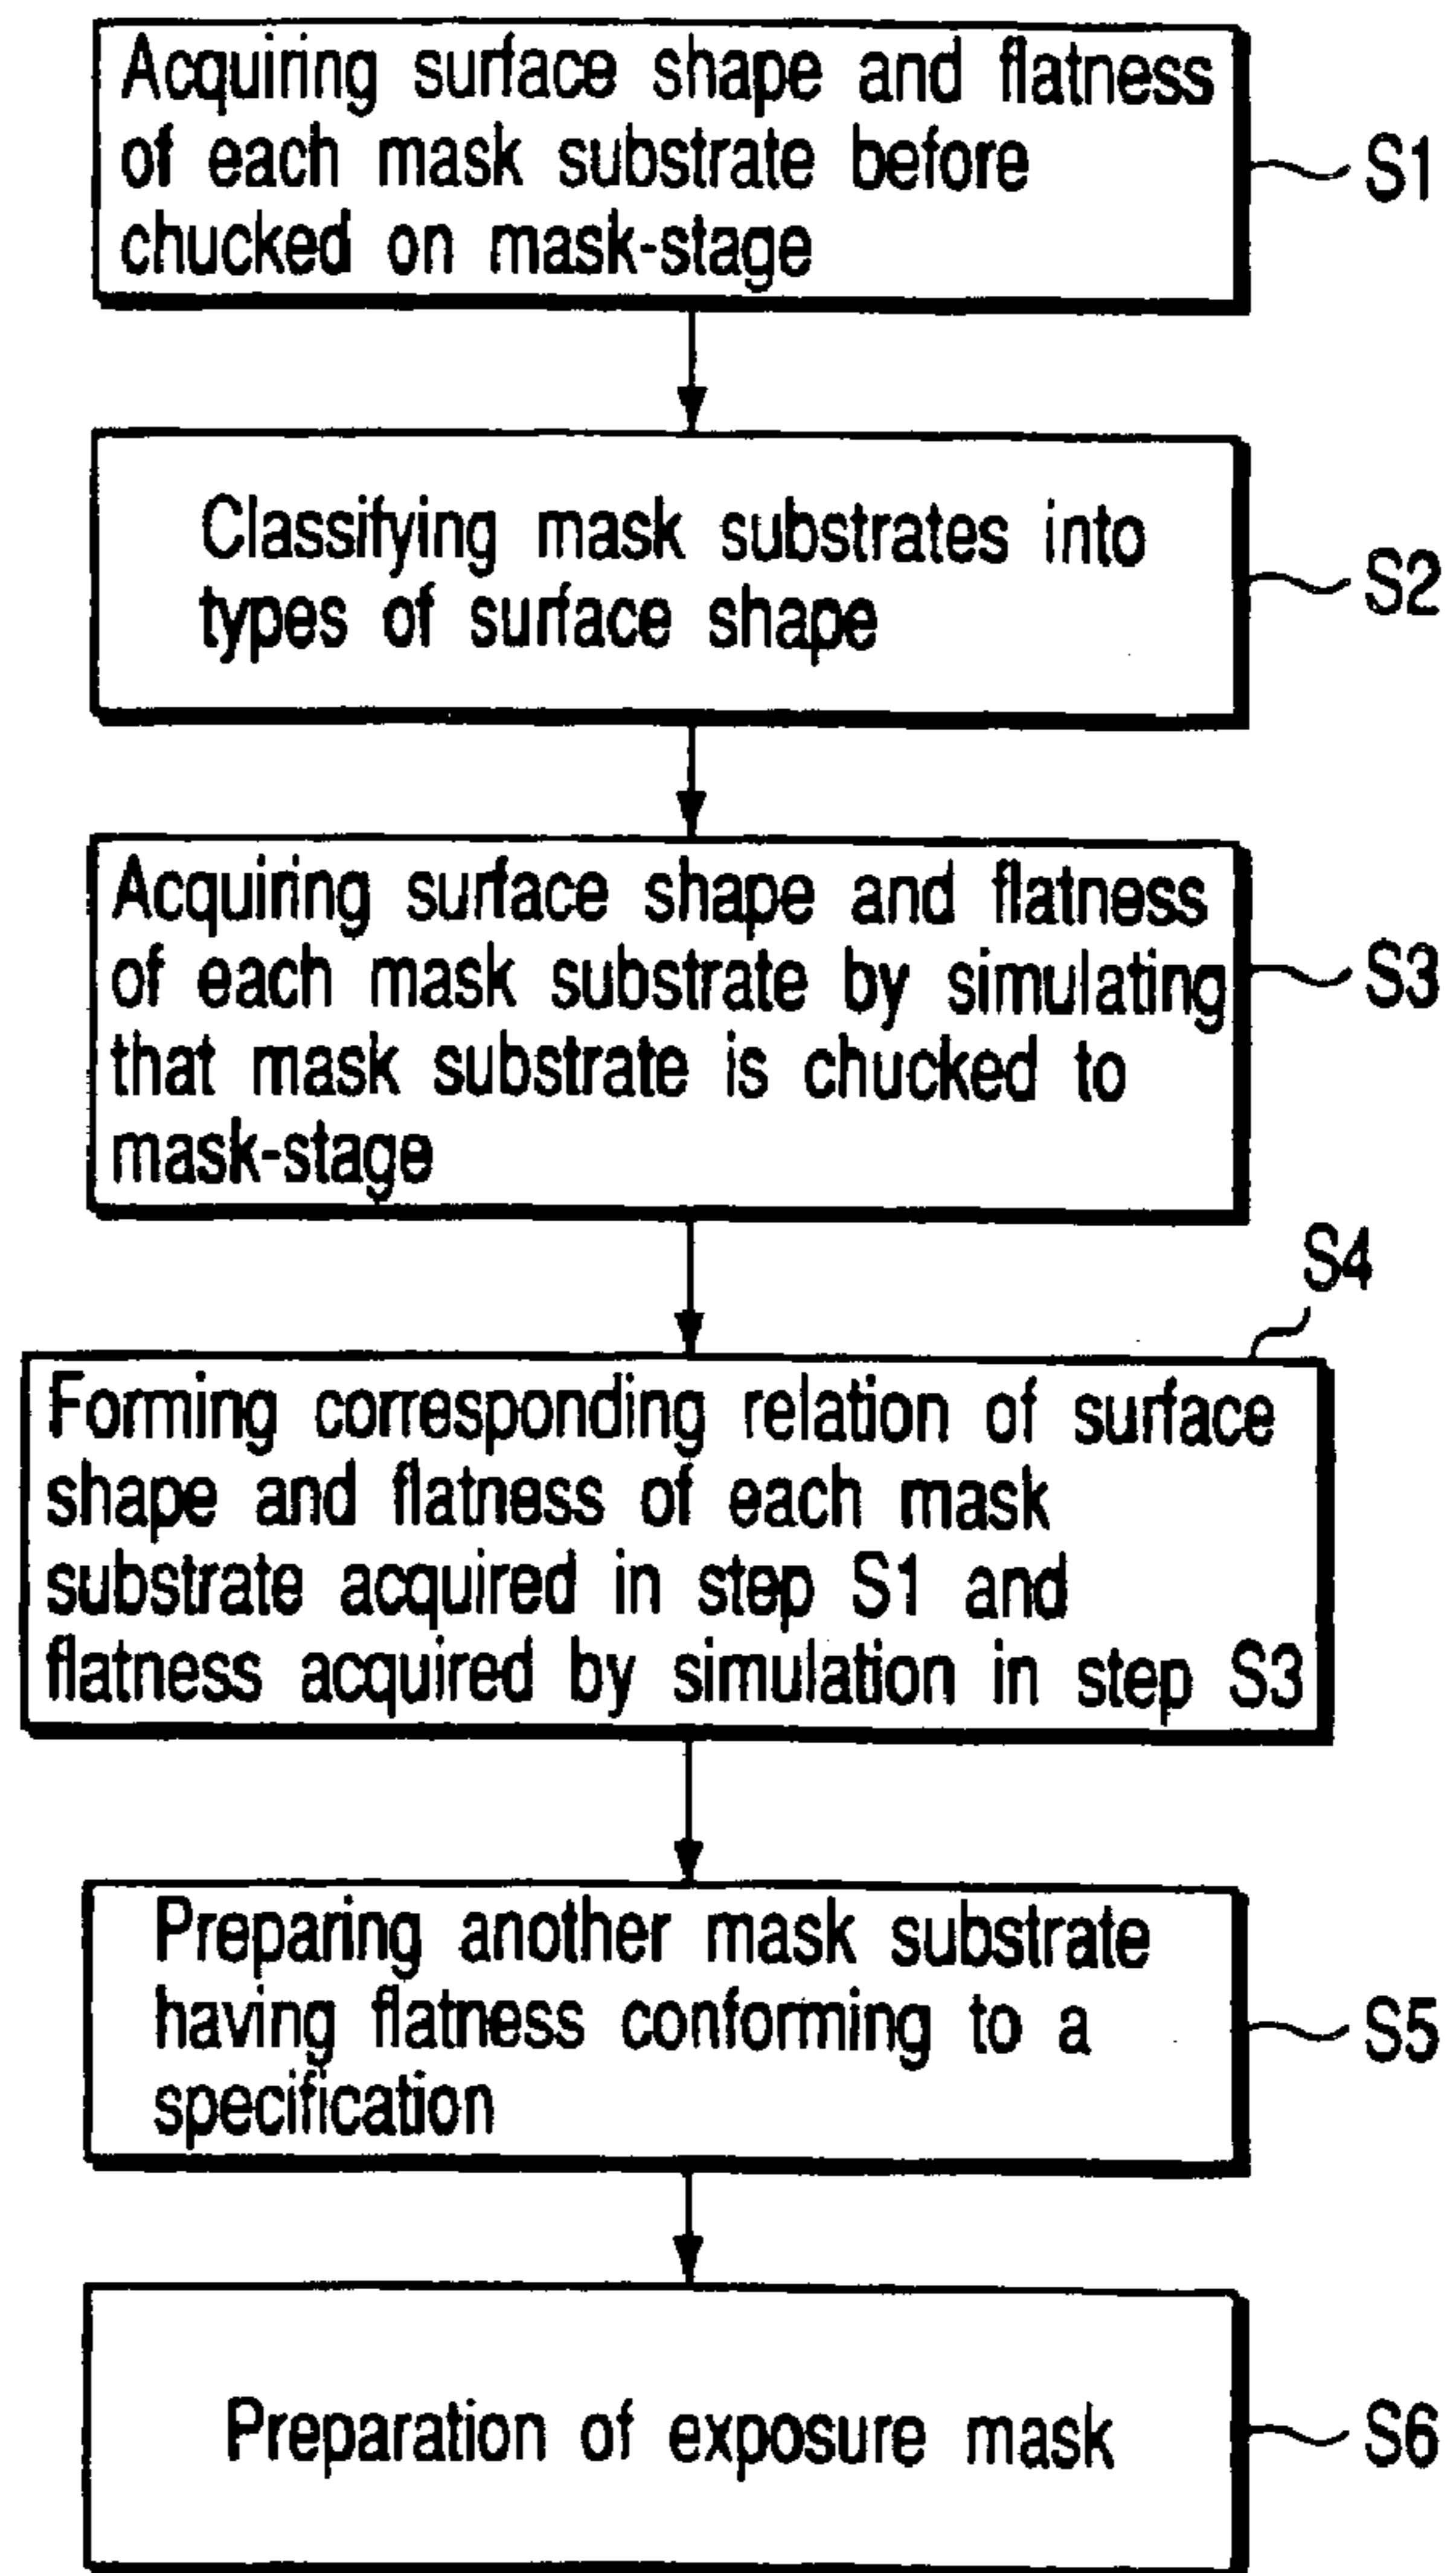 Acquiring surface shape and flatness
of each mask substrate before
chucked on mask-stage
S1
Classifying mask substrates into
types of surface shape
S2
Acquiring surface shape and flatness
of each mask substrate by simulating
that mask substrate is chucked to
mask-stage
S3
S4
Forming corresponding relation of surface
shape and flatness of each mask
substrate acquired in step S1 and
flatness acquired by simulation in step S3
Preparing another mask substrate
having flatness conforming to a
specification
S5
Preparation of exposure mask
S6